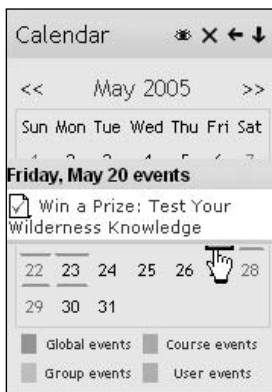 Calendar
<< May 2005 >>
Sun Mon Tue Wed Thu Fri Sat
Friday, May 20 events
Win a Prize: Test Your
Wilderness Knowledge
22 23 24 25 26 28
29 30 31
Global events Course events
Group events User events